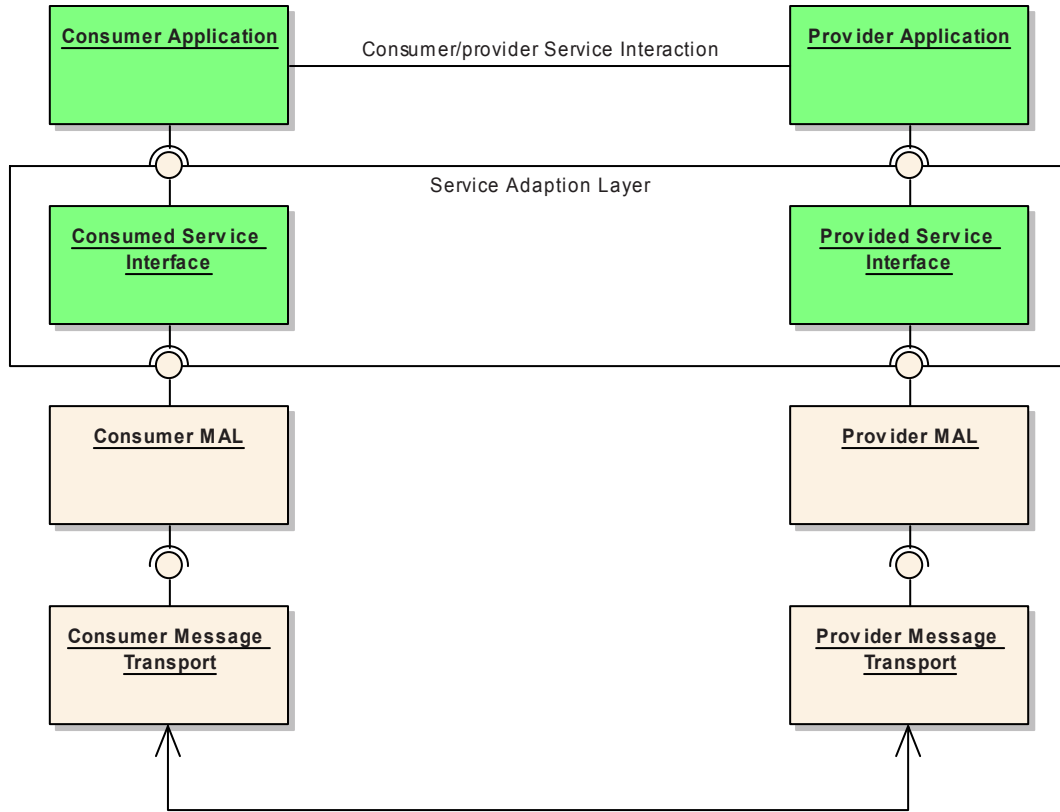 Consumer Application
Consumer/provider Service Interaction
Provider Application
Service Adaption Layer
Consumed Service
Interface
Provided Service
Interface
Consumer MAL
Provider MAL
Consumer Message
Transport
Provider Message
Transport